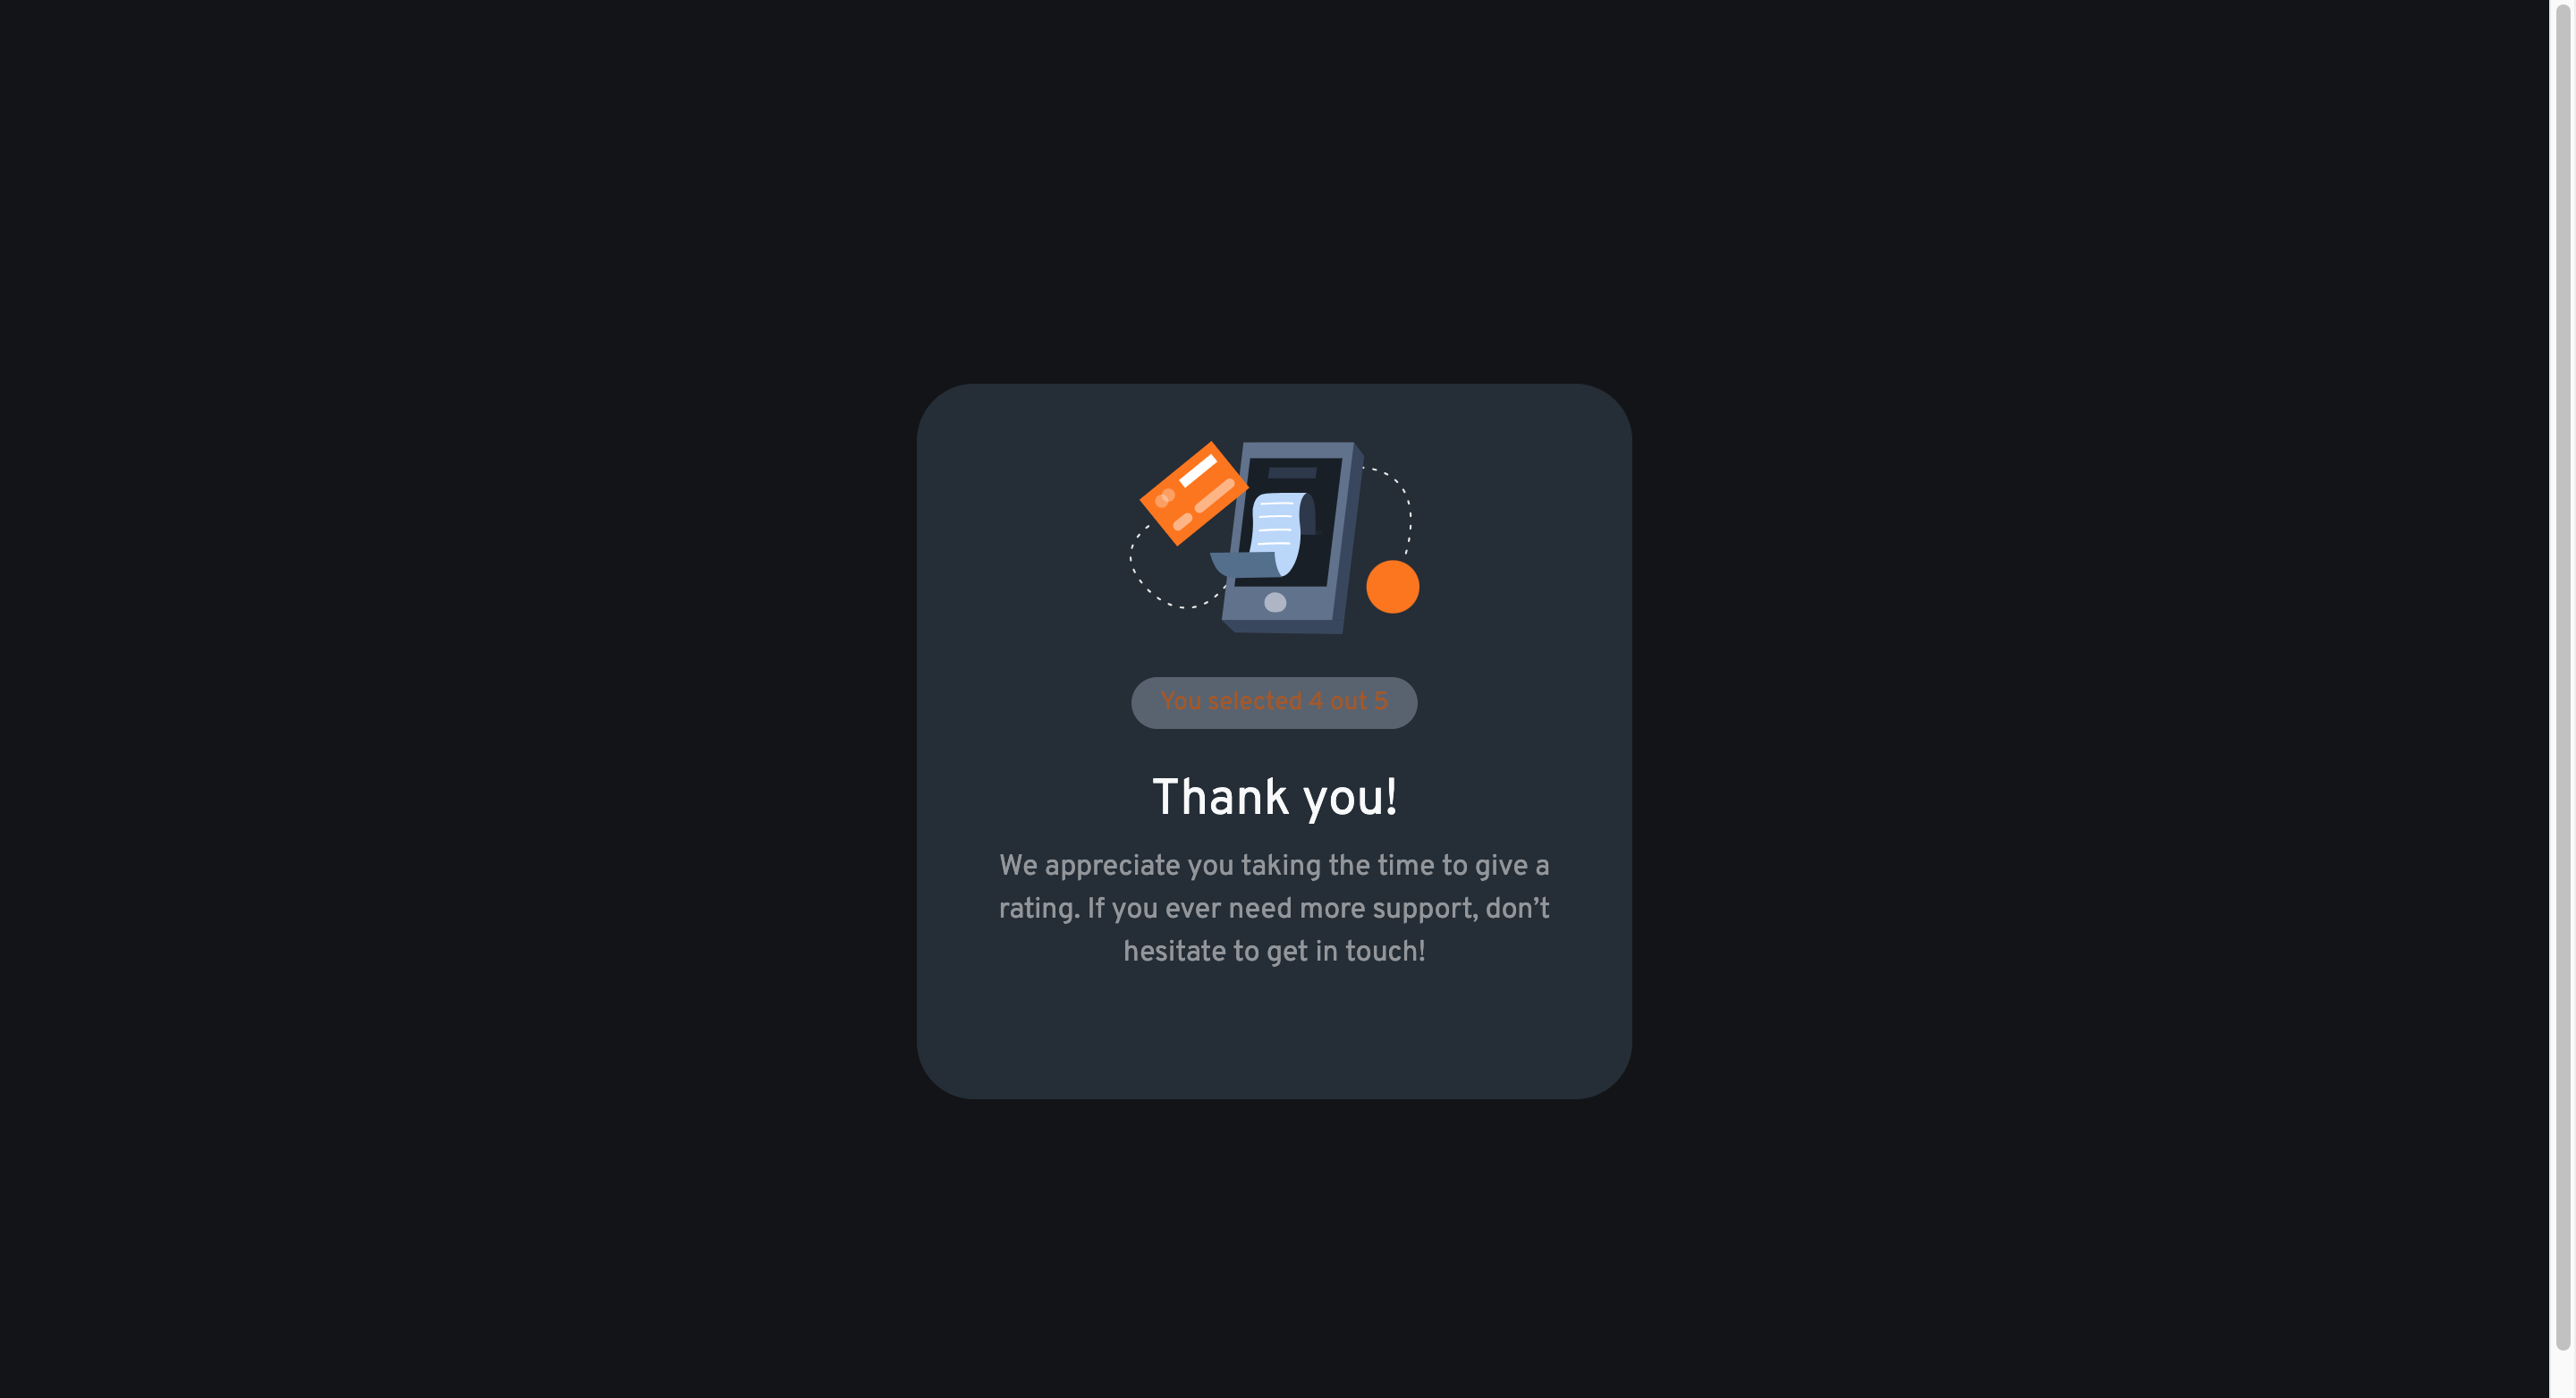 You selected 4 out 5
Thank you!
We appreciate you taking the time to give a
rating. If you ever need more support, don’t
hesitate to get in touch!